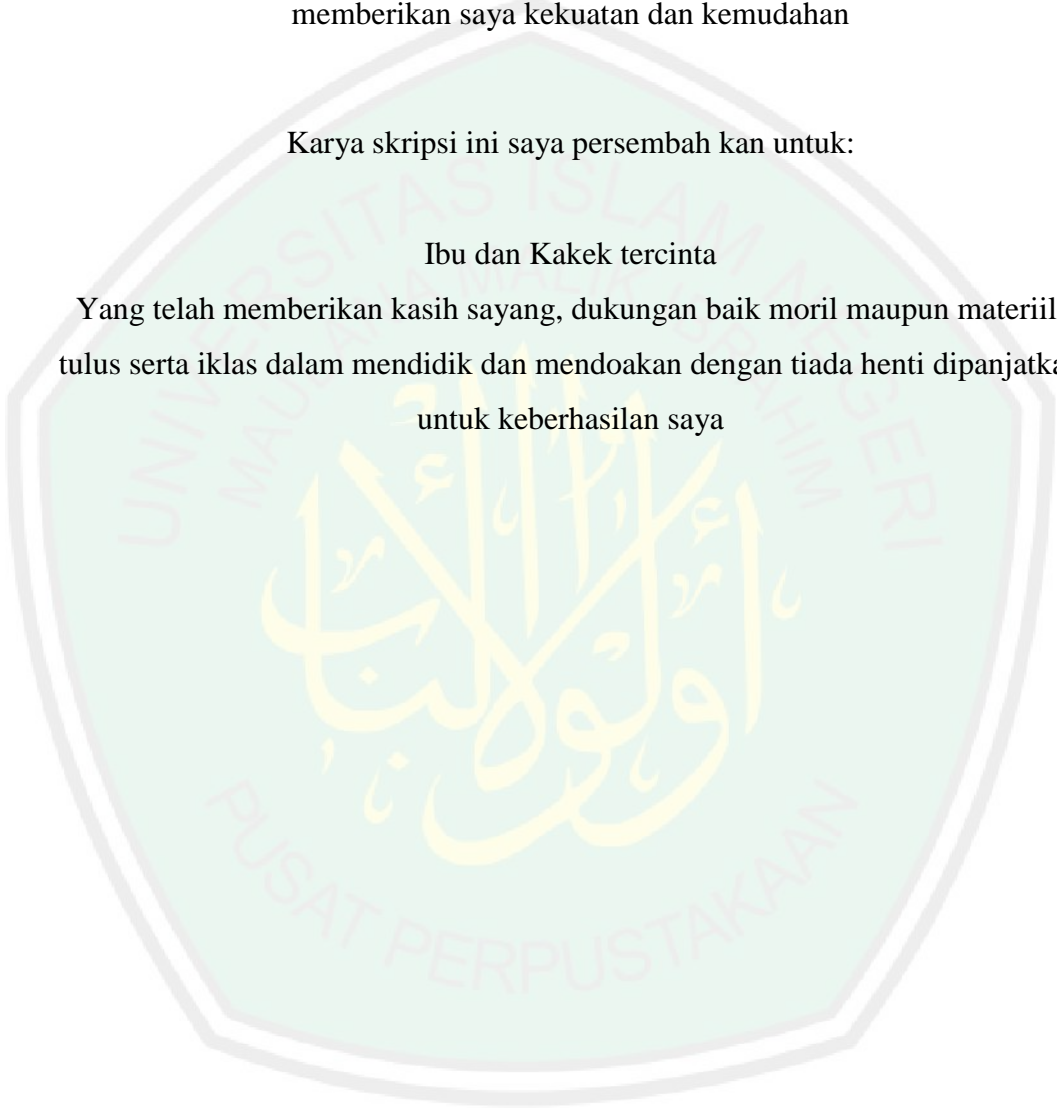 memberikan saya kekuatan dan kemudahan
Karya skripsi ini saya persembah kan untuk:
Ibu dan Kakek tercinta
Yang telah memberikan kasih sayang, dukungan baik moril maupun materiil
tulus serta iklas dalam mendidik dan mendoakan dengan tiada henti dipanjatka
untuk keberhasilan saya
UNIVERSITAS ISLAM NEGERI
MAULANA MALIK IBRAHIM
أولوا الألباب
PUSAT PERPUSTAKAAN